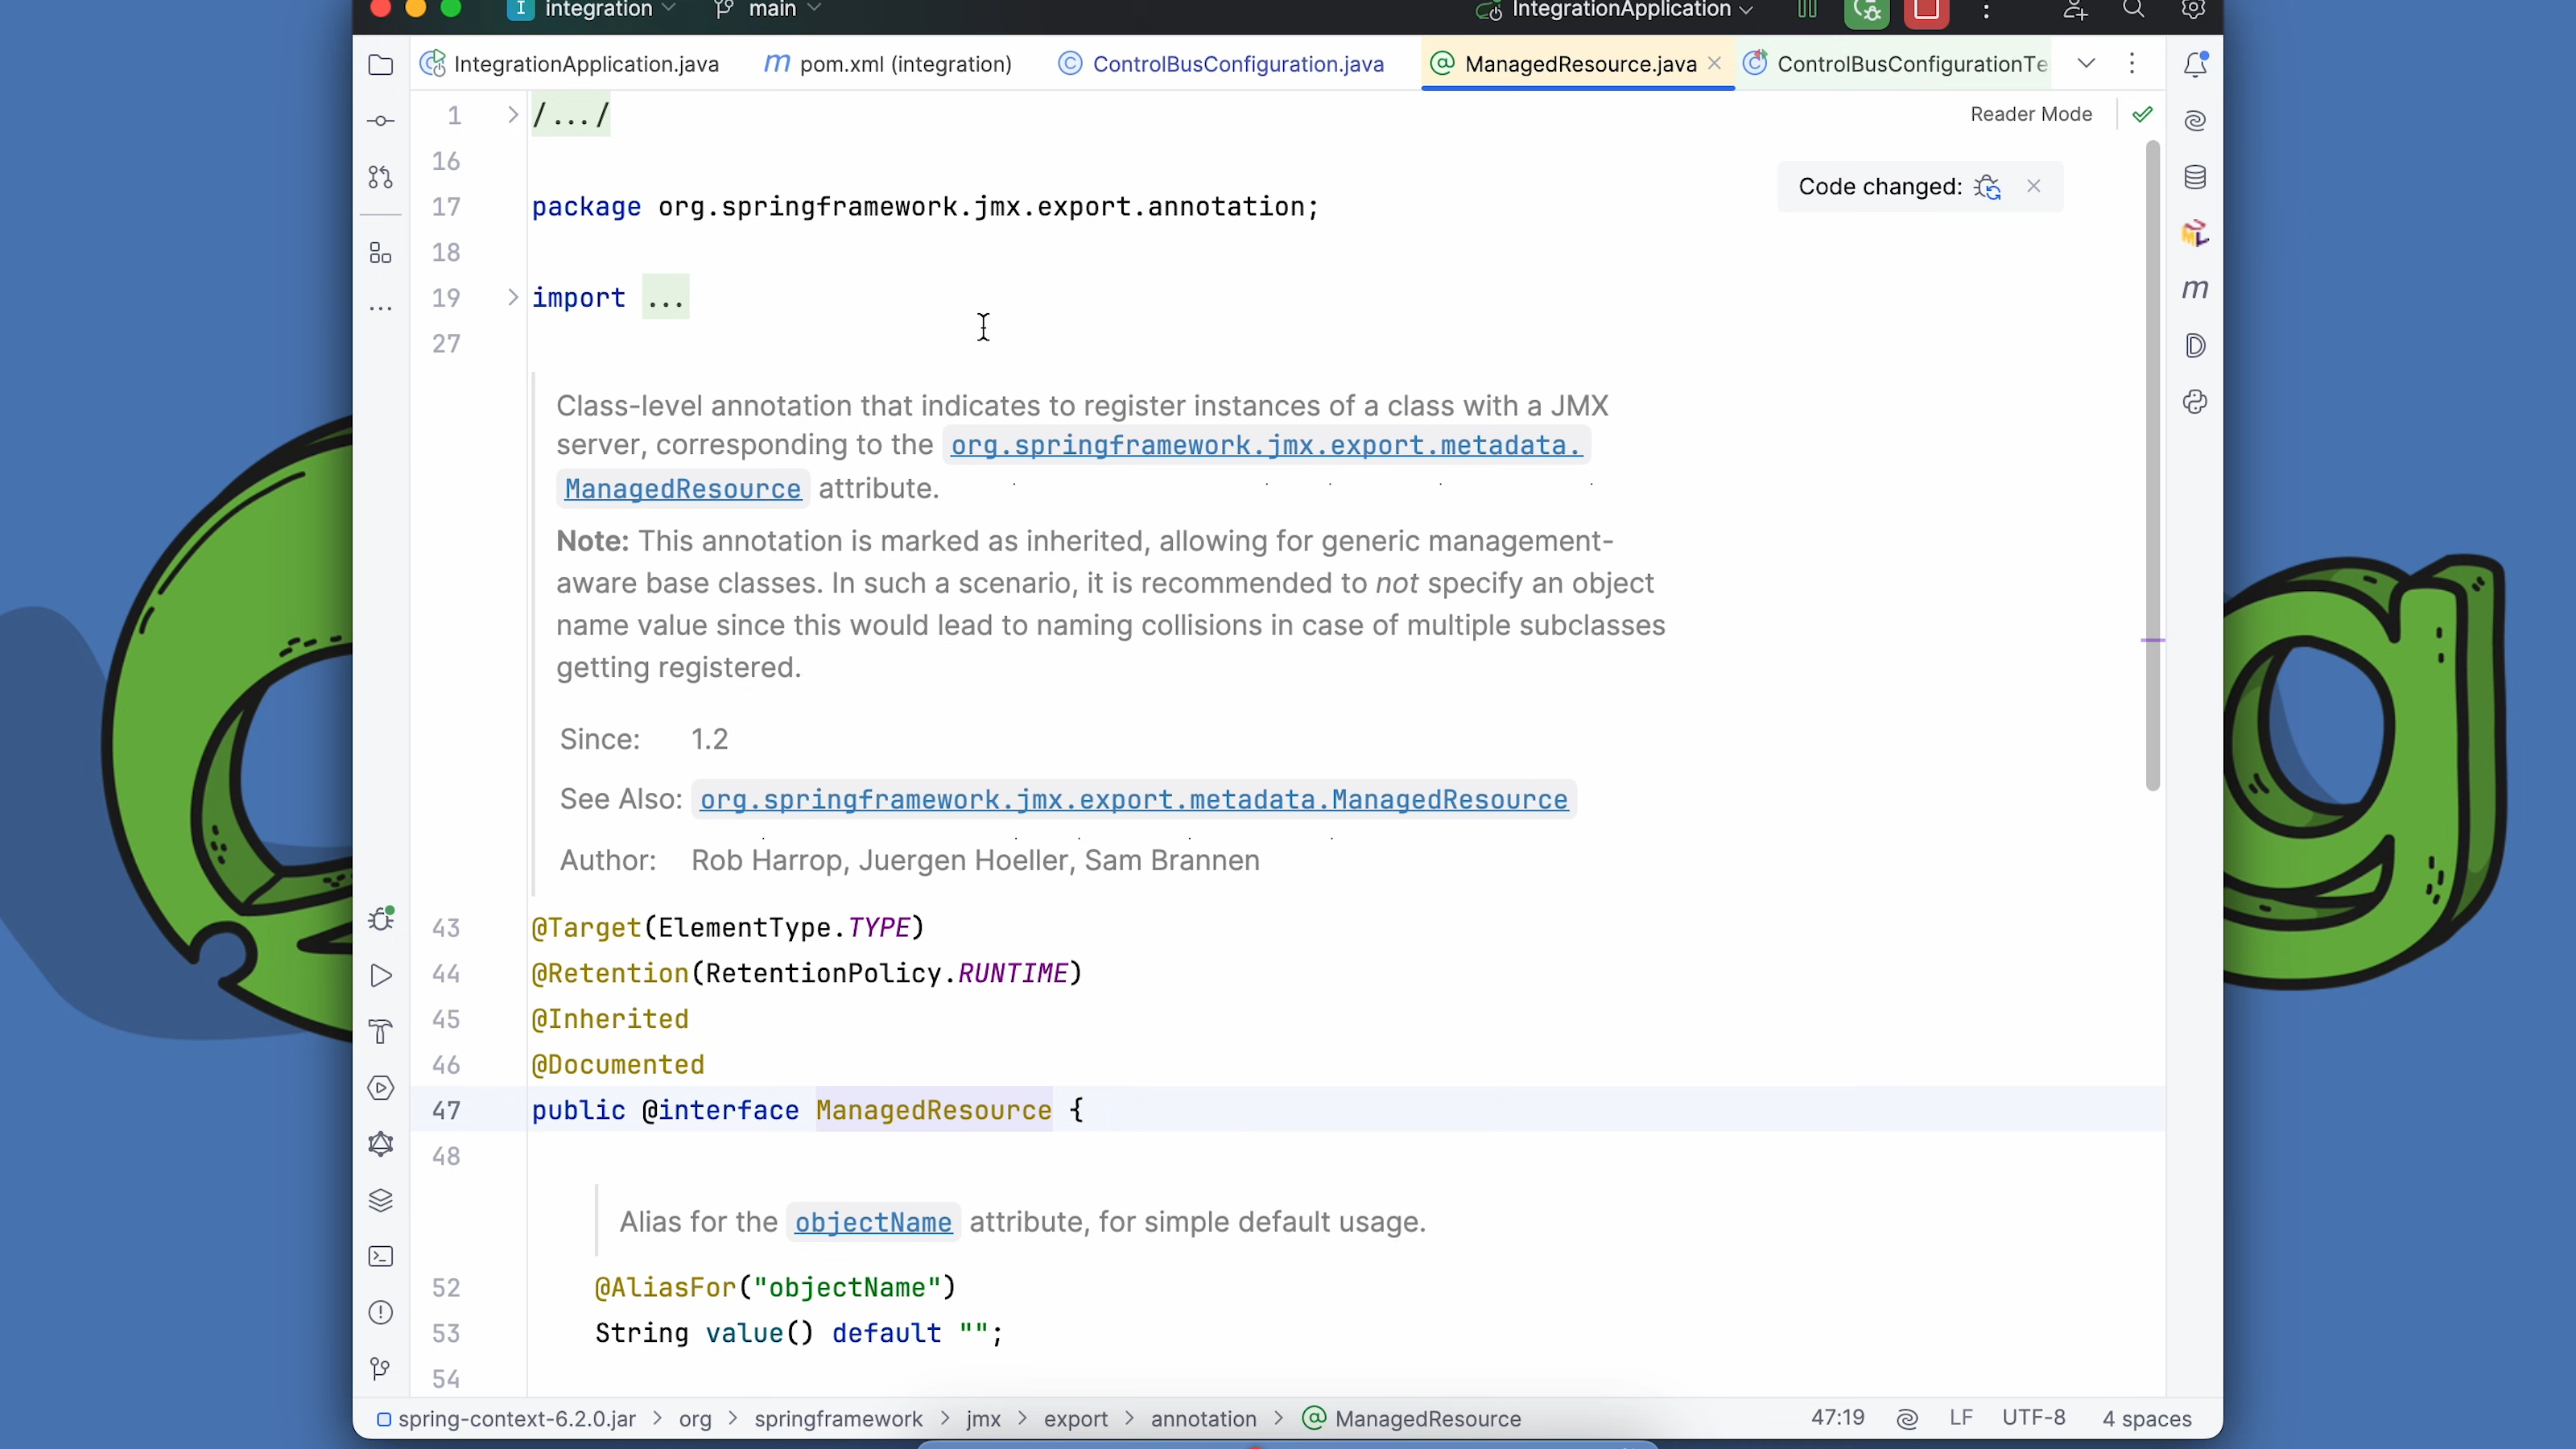 integration main IntegrationApplication
IntegrationApplication.java pom.xml (integration) ControlBusConfiguration.java ManagedResource.java ControlBusConfigurationTe
1 /.../ Reader Mode
16
Code changed:
17 package org.springframework.jmx.export.annotation;
18
19 import ...
27
Class-level annotation that indicates to register instances of a class with a JMX
server, corresponding to the org.springframework.jmx.export.metadata.
ManagedResource attribute.
Note: This annotation is marked as inherited, allowing for generic management-
aware base classes. In such a scenario, it is recommended to not specify an object
name value since this would lead to naming collisions in case of multiple subclasses
getting registered.
Since: 1.2
See Also: org.springframework.jmx.export.metadata.ManagedResource
Author: Rob Harrop, Juergen Hoeller, Sam Brannen
43 @Target(ElementType.TYPE)
44 @Retention(RetentionPolicy.RUNTIME)
45 @Inherited
46 @Documented
47 public @interface ManagedResource {
48
Alias for the objectName attribute, for simple default usage.
52 @AliasFor("objectName")
53 String value() default "";
54
spring-context-6.2.0.jar > org > springframework > jmx > export > annotation > ManagedResource 47:19 LF UTF-8 4 spaces